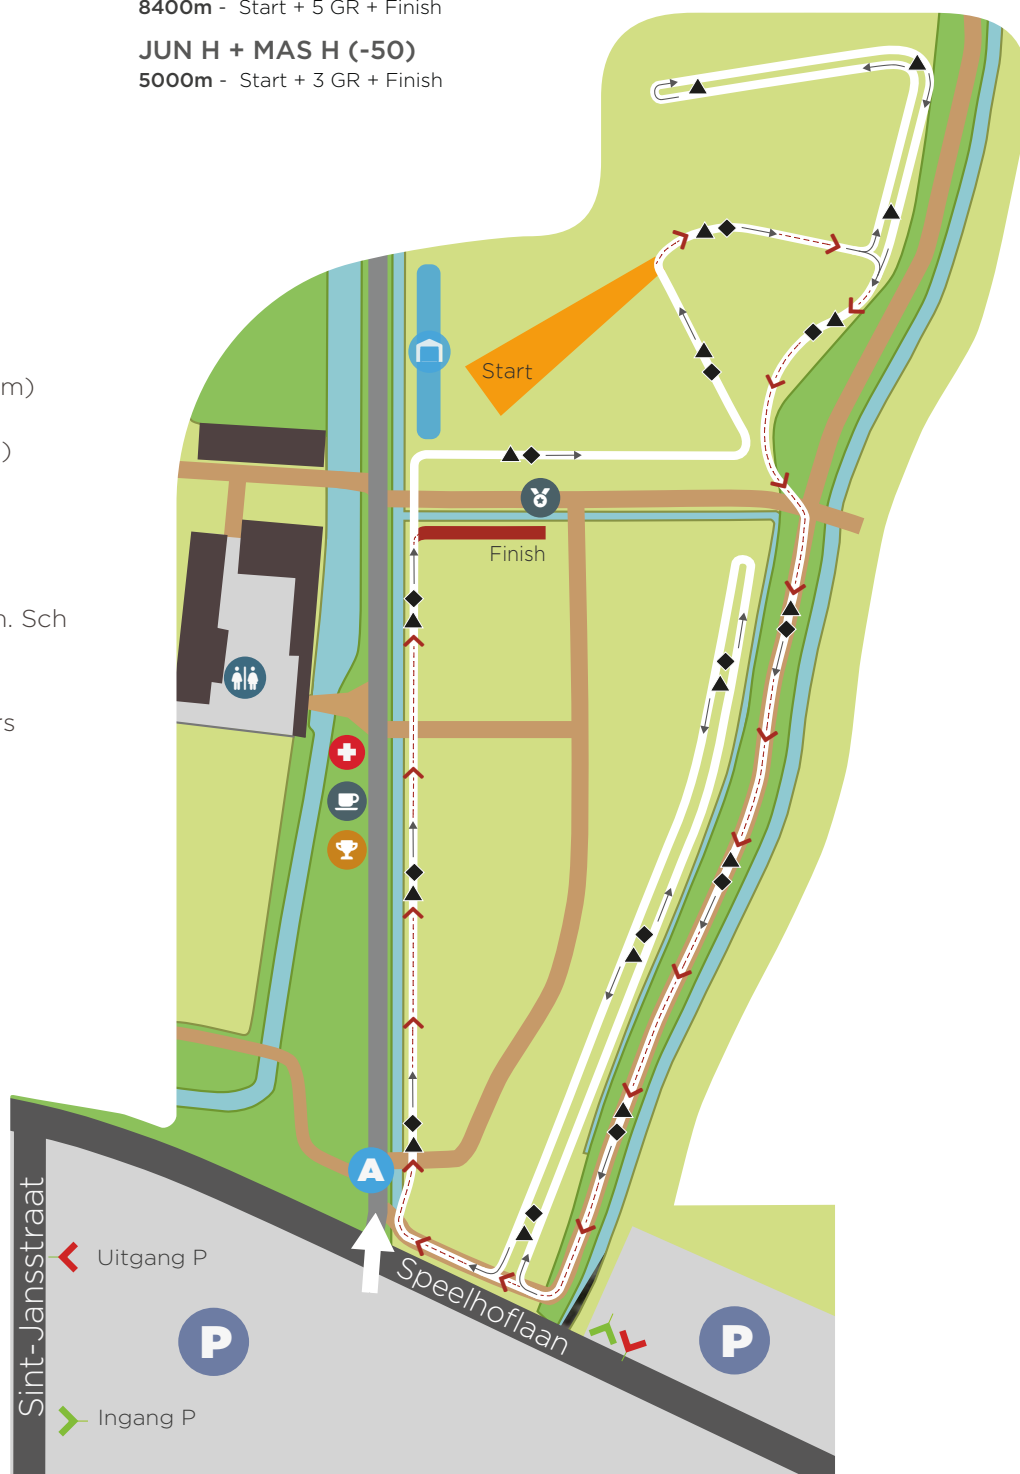 8400m - Start + 5 GR + Finish
JUN H + MAS H (-50)
5000m - Start + 3 GR + Finish
m)
)
n. Sch
rs
Start
Finish
A
Sint-Jansstraat
Uitgang P
P
Ingang P
Speelhoflaan
P